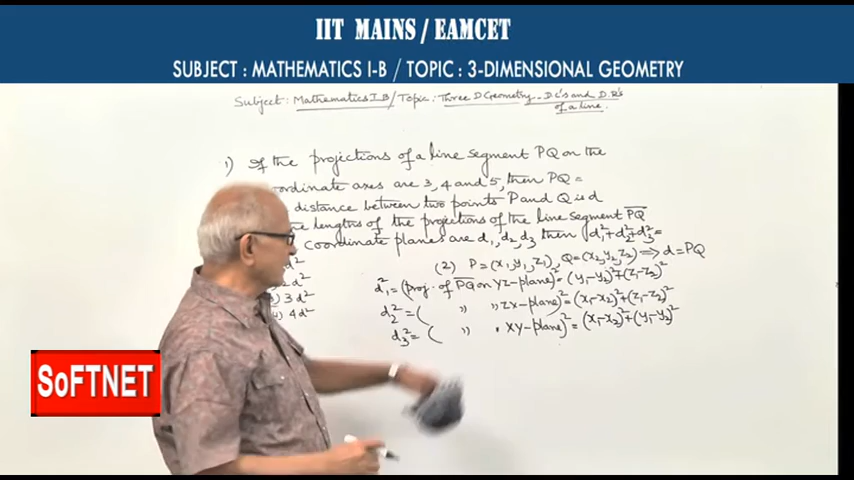 IIT MAINS / EAMCET
SUBJECT : MATHEMATICS I-B / TOPIC : 3-DIMENSIONAL GEOMETRY
Subject: Mathematics IB / Topic: Three D Geometry - D.C's and D.R's
of a line.
1) If the projections of a line segment PQ on the
coordinate axes are 3, 4 and 5, then PQ =
distance between two points P and Q is d
lengths of the projections of the line segment PQ
coordinate planes are d₁, d₂, d₃ then d₁²+d₂²+d₃² =
(2) P = (x₁, y₁, z₁), Q = (x₂, y₂, z₂) ⇒ d = PQ
d₁² = (proj. of PQ on YZ-plane)² = (y₁-y₂)²+(z₁-z₂)²
d₂² = ( " " ZX-plane)² = (x₁-x₂)²+(z₁-z₂)²
d₃² = ( " " XY-plane)² = (x₁-x₂)²+(y₁-y₂)²
d²
2d²
3) 3d²
4) 4d²
SoFTNET